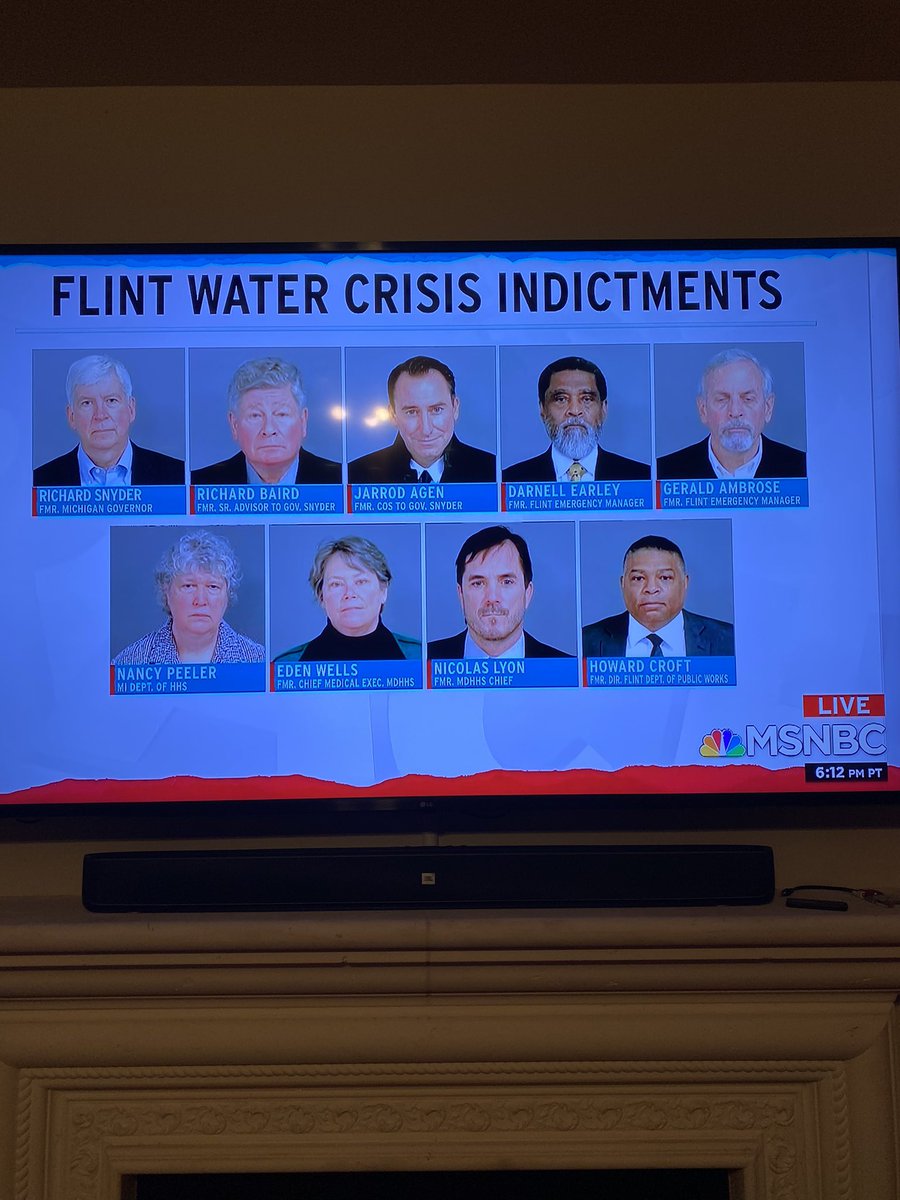 FLINT WATER CRISIS INDICTMENTS
RICHARD SNYDER
FMR. MICHIGAN GOVERNOR
RICHARD BAIRD
FMR. SR. ADVISOR TO GOV. SNYDER
JARROD AGEN
FMR. COS TO GOV. SNYDER
DARNELL EARLEY
FMR. FLINT EMERGENCY MANAGER
GERALD AMBROSE
FMR. FLINT EMERGENCY MANAGER
NANCY PEELER
MI DEPT. OF HHS
EDEN WELLS
FMR. CHIEF MEDICAL EXEC. MDHHS
NICOLAS LYON
FMR. MDHHS CHIEF
HOWARD CROFT
FMR. DIR. FLINT DEPT. OF PUBLIC WORKS
LIVE
MSNBC
6:12 PM PT
LG
JBL